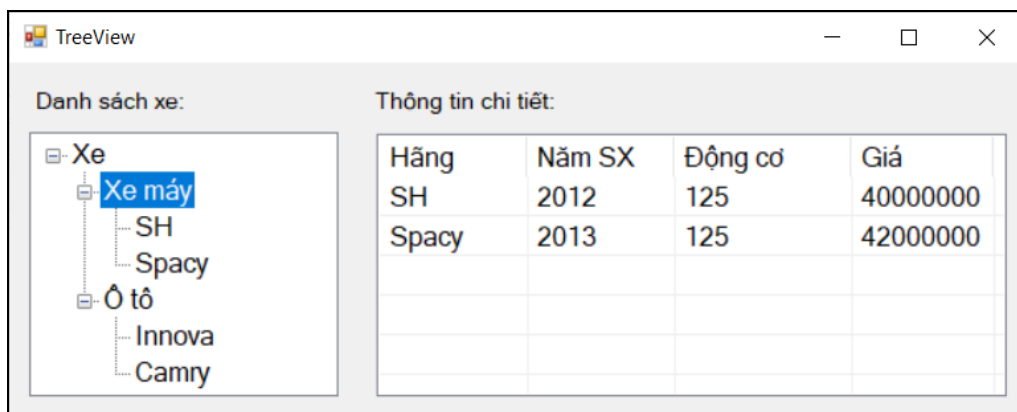 TreeView
Danh sách xe:
Xe
Xe máy
SH
Spacy
Ô tô
Innova
Camry
Thông tin chi tiết:
Hãng Năm SX Động cơ Giá
SH 2012 125 40000000
Spacy 2013 125 42000000